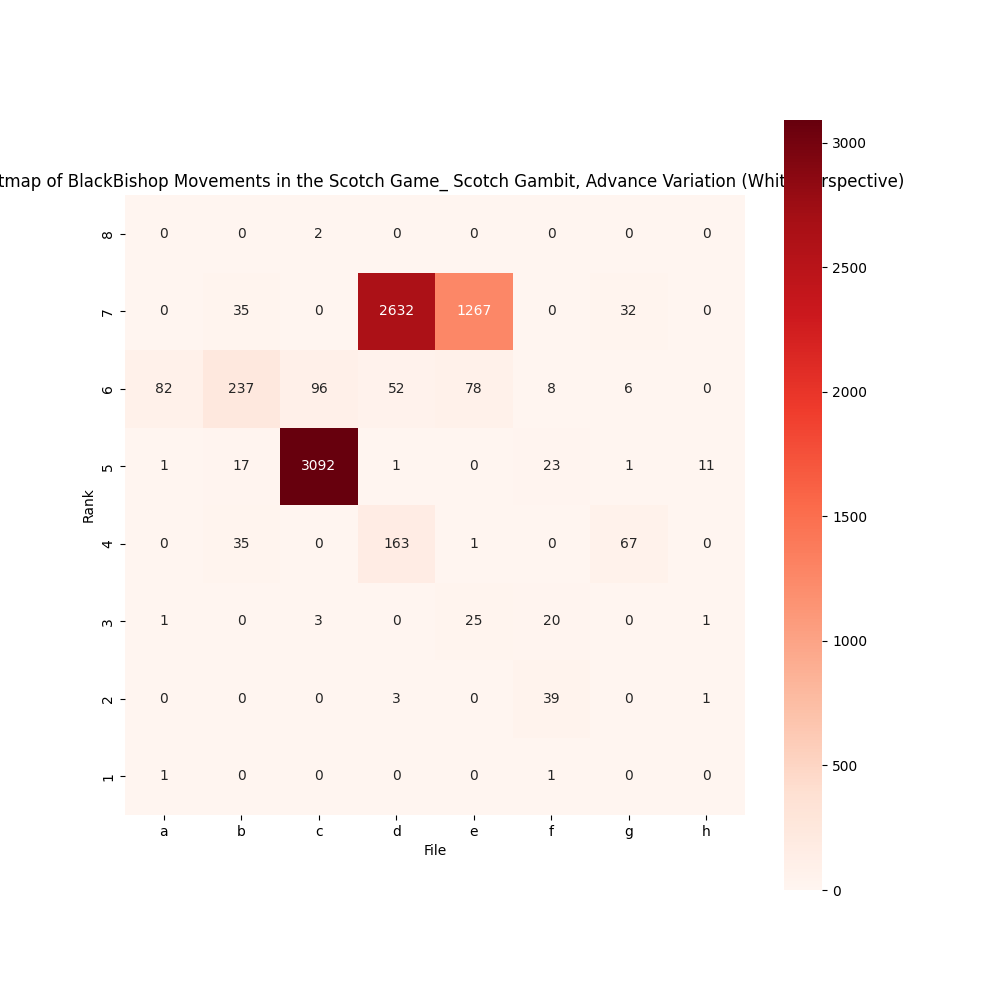 tmap of BlackBishop Movements in the Scotch Game_ Scotch Gambit, Advance Variation (Whit rspective)
3000
2500
2000
1500
1000
500
0
Rank
8 0 0 2 0 0 0 0 0
7 0 35 0 2632 1267 0 32 0
6 82 237 96 52 78 8 6 0
5 1 17 3092 1 0 23 1 11
4 0 35 0 163 1 0 67 0
3 1 0 3 0 25 20 0 1
2 0 0 0 3 0 39 0 1
1 1 0 0 0 0 1 0 0
a b c d e f g h
File